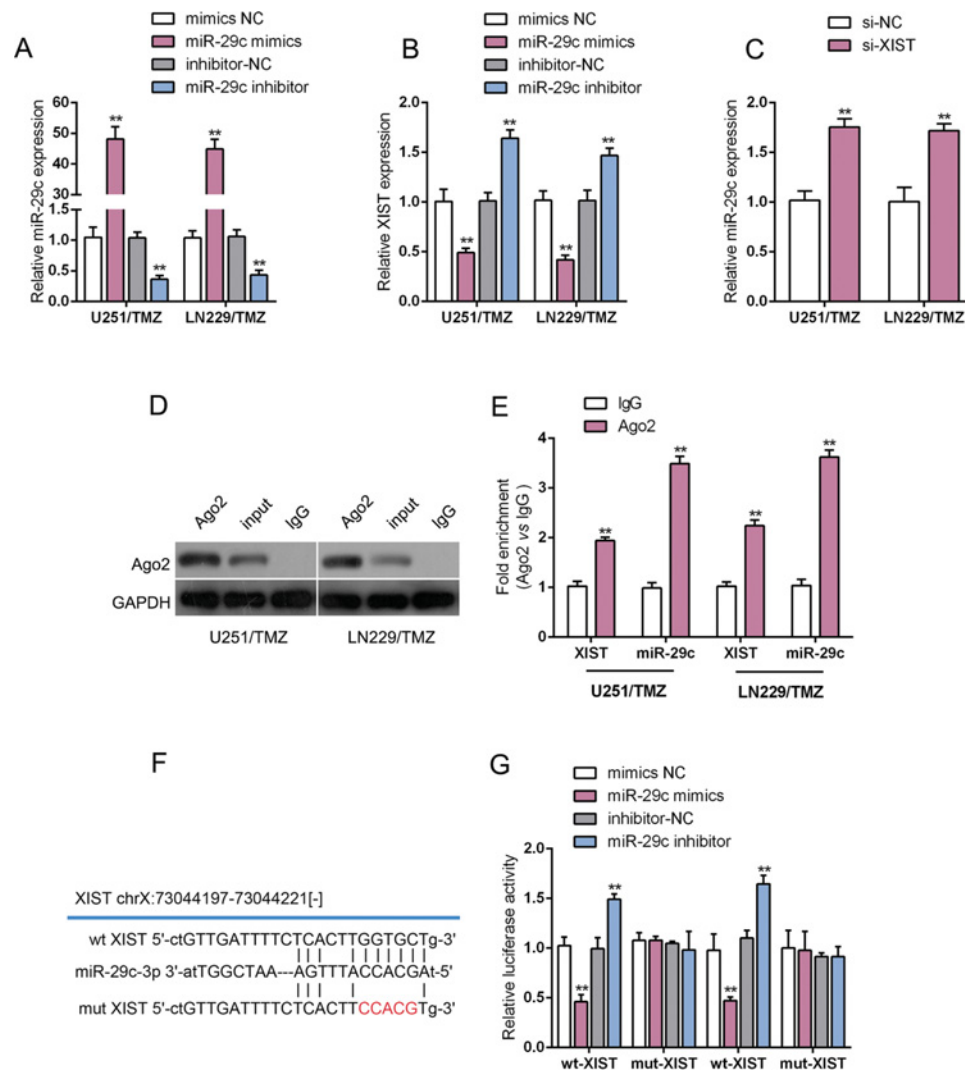 A
mimics NC
miR-29c mimics
inhibitor-NC
miR-29c inhibitor
Relative miR-29c expression
60
50
40
30
1.5
1.0
0.5
0.0
**
**
**
**
U251/TMZ
LN229/TMZ
B
mimics NC
miR-29c mimics
inhibitor-NC
miR-29c inhibitor
Relative XIST expression
2.0
1.5
1.0
0.5
0.0
**
**
**
**
U251/TMZ
LN229/TMZ
C
si-NC
si-XIST
Relative miR-29c expression
2.0
1.5
1.0
0.5
0.0
**
**
U251/TMZ
LN229/TMZ
D
Ago2 input IgG Ago2 input IgG
Ago2
GAPDH
U251/TMZ
LN229/TMZ
E
IgG
Ago2
Fold enrichment
(Ago2 vs IgG )
4
3
2
1
0
**
**
**
**
XIST miR-29c XIST miR-29c
U251/TMZ
LN229/TMZ
F
XIST chrX:73044197-73044221[-]
wt XIST 5'-ctGTTGATTTTCTCACTTGGTGCTg-3'
miR-29c-3p 3'-atTGGCTAA---AGTTTACCACGAt-5'
mut XIST 5'-ctGTTGATTTTCTCACTTCCACGTg-3'
G
mimics NC
miR-29c mimics
inhibitor-NC
miR-29c inhibitor
Relative luciferase activity
2.0
1.5
1.0
0.5
0.0
**
**
**
**
wt-XIST mut-XIST wt-XIST mut-XIST